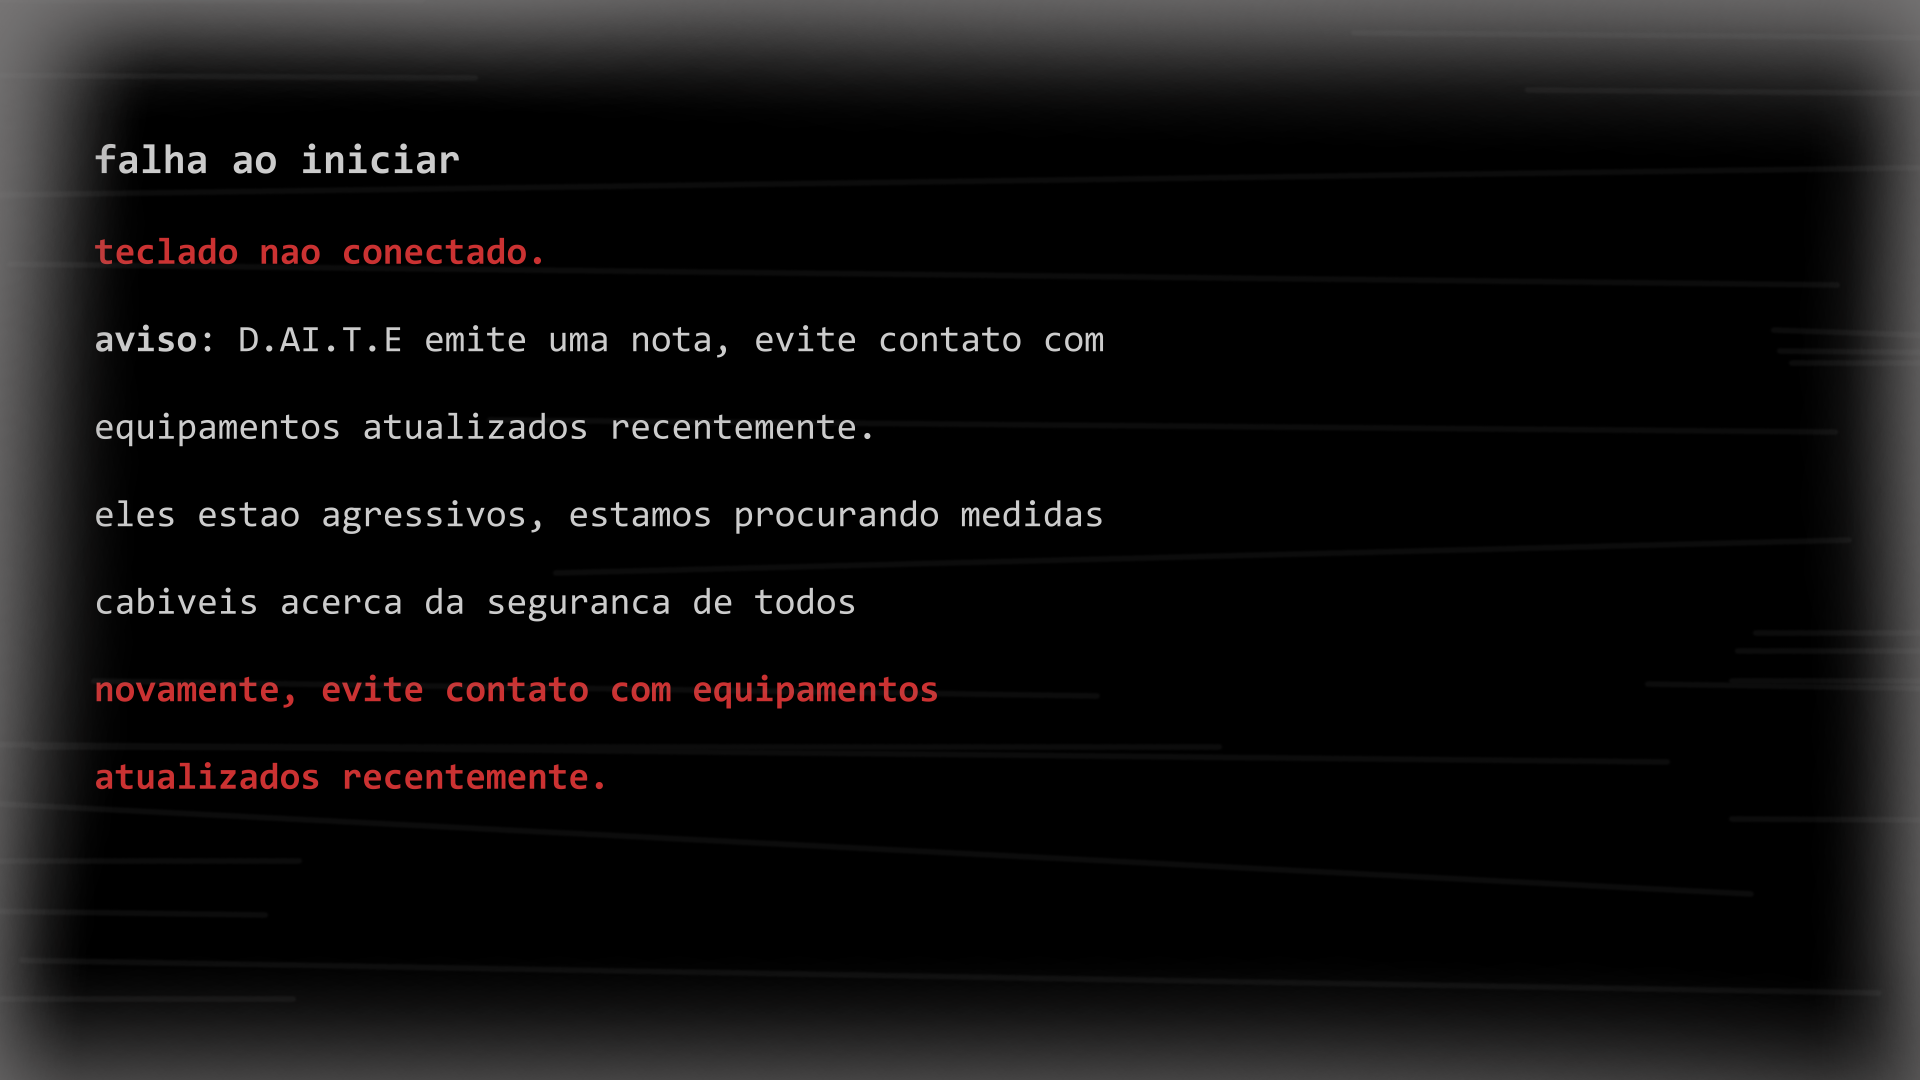 falha ao iniciar
teclado nao conectado.
aviso: D.AI.T.E emite uma nota, evite contato com
equipamentos atualizados recentemente.
eles estao agressivos, estamos procurando medidas
cabiveis acerca da seguranca de todos
novamente, evite contato com equipamentos
atualizados recentemente.